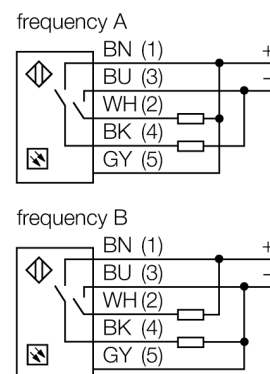 frequency A
BN (1)
+
BU (3)
–
WH (2)
BK (4)
GY (5)
frequency B
BN (1)
+
BU (3)
–
WH (2)
BK (4)
GY (5)